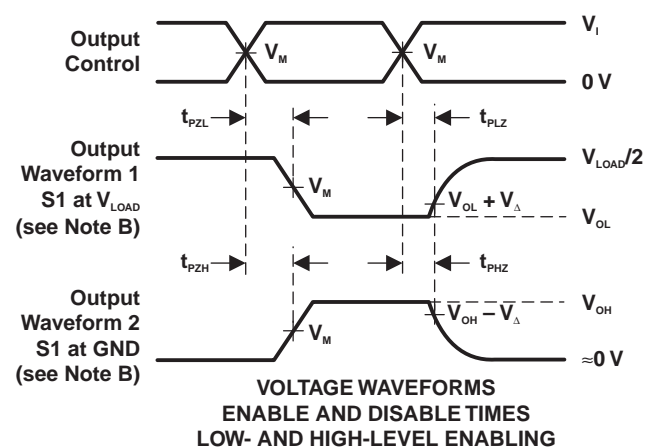 Output
Control
V_M
V_M
V_I
0 V
t_PZL
t_PLZ
Output
Waveform 1
S1 at V_LOAD
(see Note B)
V_M
V_OL + V_Δ
V_LOAD/2
V_OL
t_PZH
t_PHZ
Output
Waveform 2
S1 at GND
(see Note B)
V_M
V_OH – V_Δ
V_OH
≈0 V
VOLTAGE WAVEFORMS
ENABLE AND DISABLE TIMES
LOW- AND HIGH-LEVEL ENABLING